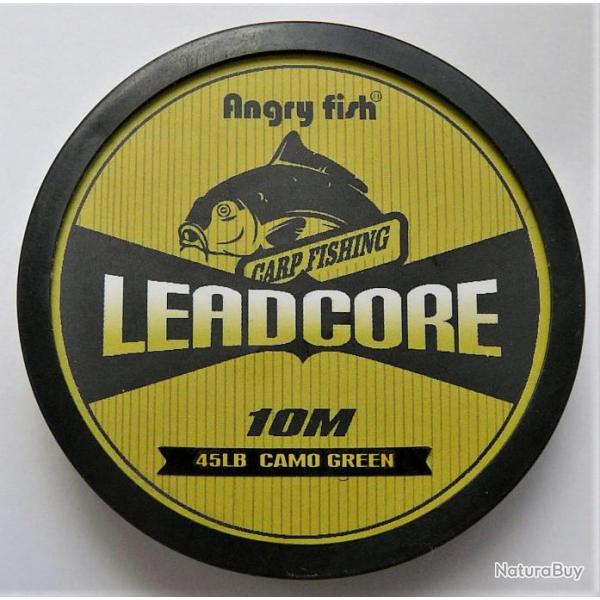 Angry fish®
CARP FISHING
LEADCORE
10M
45LB CAMO GREEN
NaturaBuy